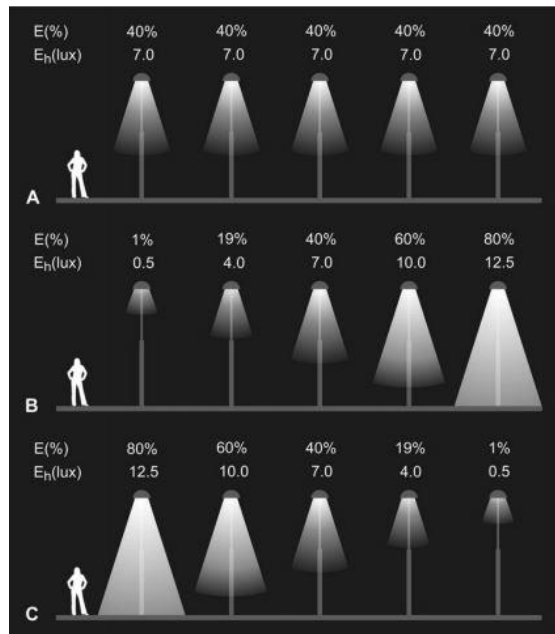 E(%) 40% 40% 40% 40% 40%
Eh(lux) 7.0 7.0 7.0 7.0 7.0
A
E(%) 1% 19% 40% 60% 80%
Eh(lux) 0.5 4.0 7.0 10.0 12.5
B
E(%) 80% 60% 40% 19% 1%
Eh(lux) 12.5 10.0 7.0 4.0 0.5
C